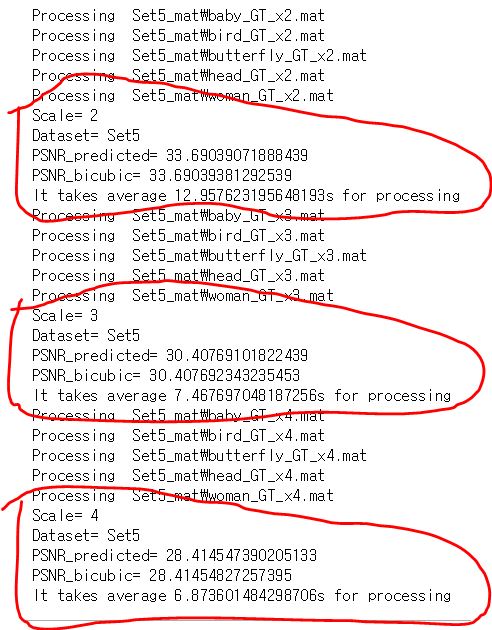 Processing  Set5_mat₩baby_GT_x2.mat
Processing  Set5_mat₩bird_GT_x2.mat
Processing  Set5_mat₩butterfly_GT_x2.mat
Processing  Set5_mat₩head_GT_x2.mat
Processing  Set5_mat₩woman_GT_x2.mat
Scale= 2
Dataset= Set5
PSNR_predicted= 33.69039071888439
PSNR_bicubic= 33.69039381292539
It takes average 12.957623195648193s for processing
Processing  Set5_mat₩baby_GT_x3.mat
Processing  Set5_mat₩bird_GT_x3.mat
Processing  Set5_mat₩butterfly_GT_x3.mat
Processing  Set5_mat₩head_GT_x3.mat
Processing  Set5_mat₩woman_GT_x3.mat
Scale= 3
Dataset= Set5
PSNR_predicted= 30.40769101822439
PSNR_bicubic= 30.407692343235453
It takes average 7.467697048187256s for processing
Processing  Set5_mat₩baby_GT_x4.mat
Processing  Set5_mat₩bird_GT_x4.mat
Processing  Set5_mat₩butterfly_GT_x4.mat
Processing  Set5_mat₩head_GT_x4.mat
Processing  Set5_mat₩woman_GT_x4.mat
Scale= 4
Dataset= Set5
PSNR_predicted= 28.414547390205133
PSNR_bicubic= 28.41454827257395
It takes average 6.873601484298706s for processing